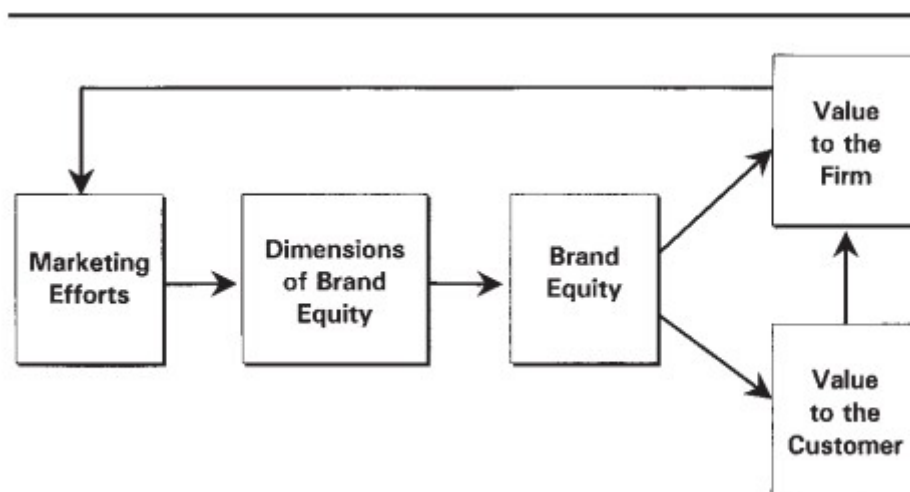 Marketing
Efforts
Dimensions
of Brand
Equity
Brand
Equity
Value
to the
Firm
Value
to the
Customer